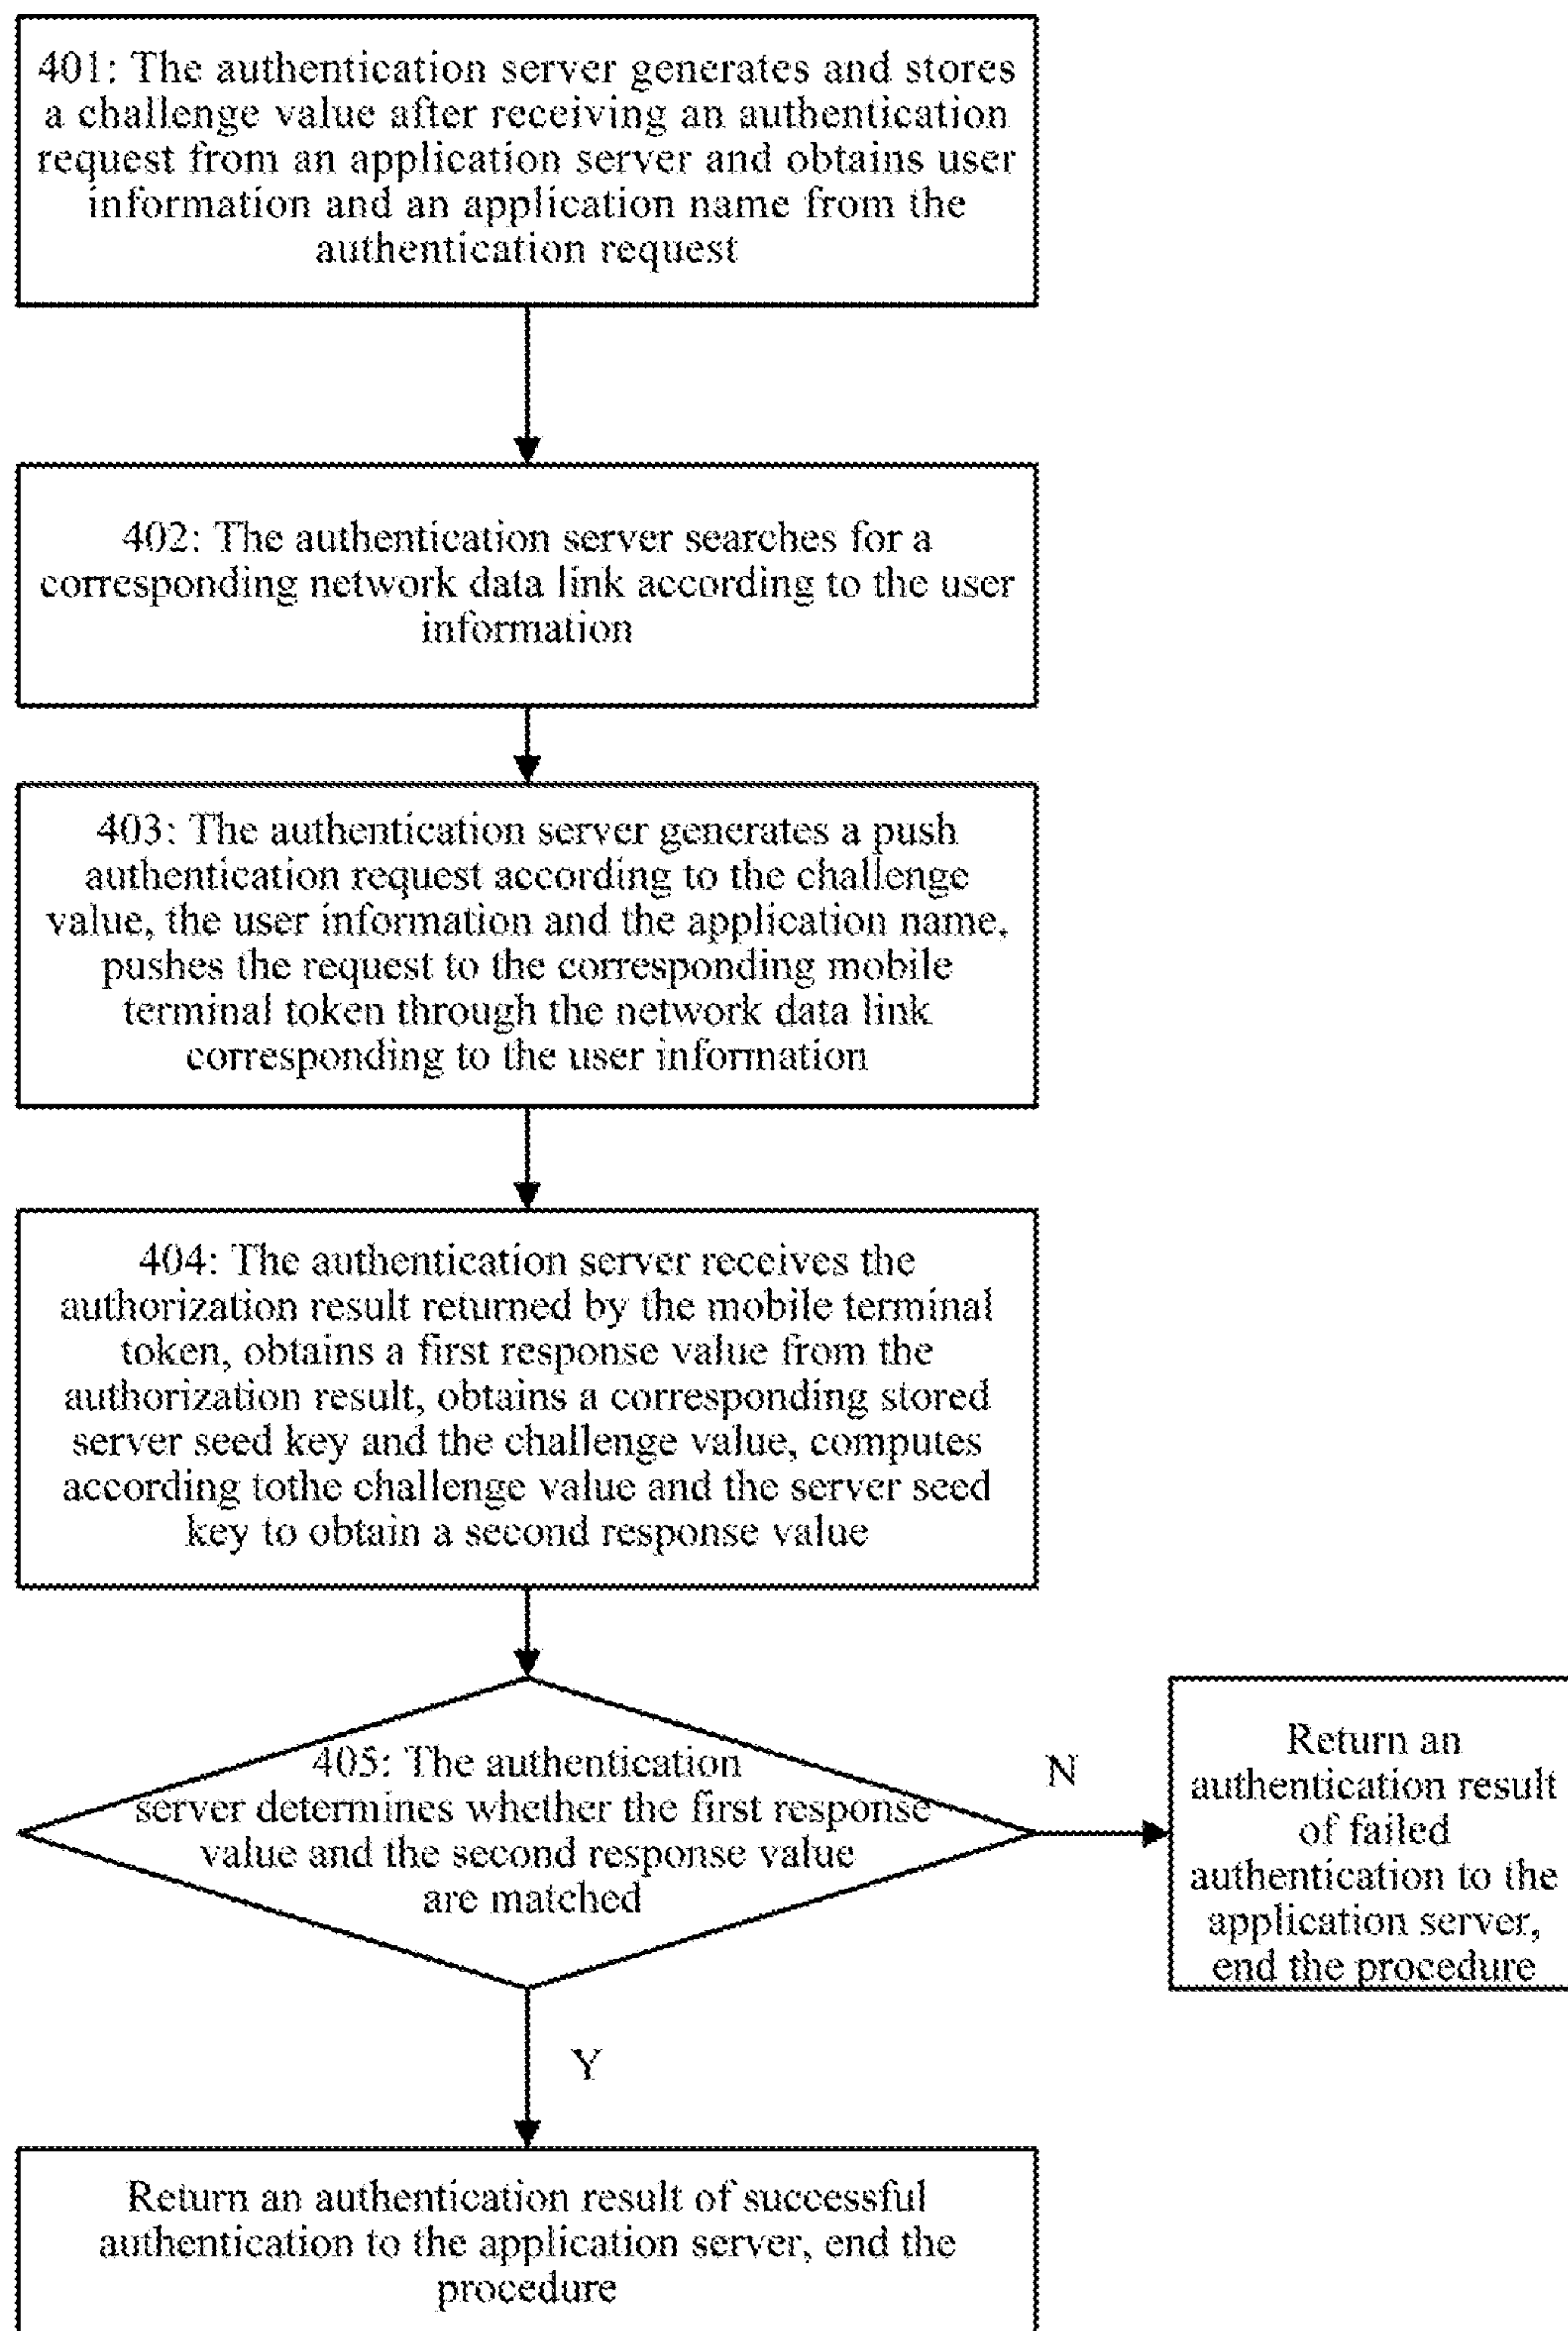 401: The authentication server generates and stores
a challenge value after receiving an authentication
request from an application server and obtains user
information and an application name from the
authentication request
402: The authentication server searches for a
corresponding network data link according to the user
information
403: The authentication server generates a push
authentication request according to the challenge
value, the user information and the application name,
pushes the request to the corresponding mobile
terminal token through the network data link
corresponding to the user information
404: The authentication server receives the
authorization result returned by the mobile terminal
token, obtains a first response value from the
authorization result, obtains a corresponding stored
server seed key and the challenge value, computes
according tothe challenge value and the server seed
key to obtain a second response value
405: The authentication
server determines whether the first response
value and the second response value
are matched
N
Return an
authentication result
of failed
authentication to the
application server,
end the procedure
Y
Return an authentication result of successful
authentication to the application server, end the
procedure